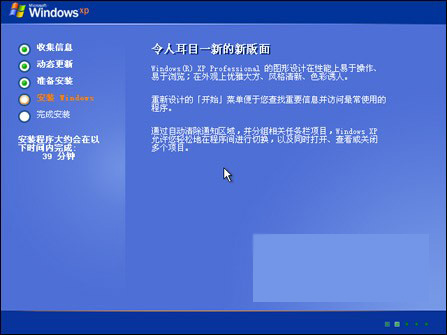 Microsoft
Windows xp
收集信息
动态更新
准备安装
安装 Windows
完成安装
安装程序大约会在以
下时间内完成:
39 分钟
令人耳目一新的新版面
Windows(R) XP Professional 的图形设计在性能上易于操作、
易于浏览；在外观上优雅大方、风格清新、色彩诱人。
重新设计的「开始」菜单便于您查找重要信息并访问最常使用的
程序。
通过自动清除通知区域，并分组相关任务栏项目，Windows XP
允许您轻松地在程序间进行切换，以及同时打开、查看或关闭
多个项目。